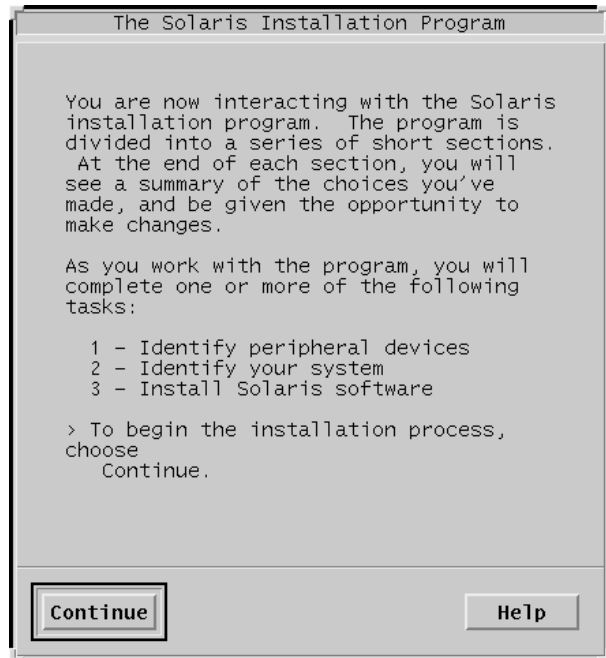 The Solaris Installation Program
You are now interacting with the Solaris
installation program.  The program is
divided into a series of short sections.
At the end of each section, you will
see a summary of the choices you've
made, and be given the opportunity to
make changes.
As you work with the program, you will
complete one or more of the following
tasks:
1 – Identify peripheral devices
2 – Identify your system
3 – Install Solaris software
> To begin the installation process,
choose
Continue.
Continue
Help